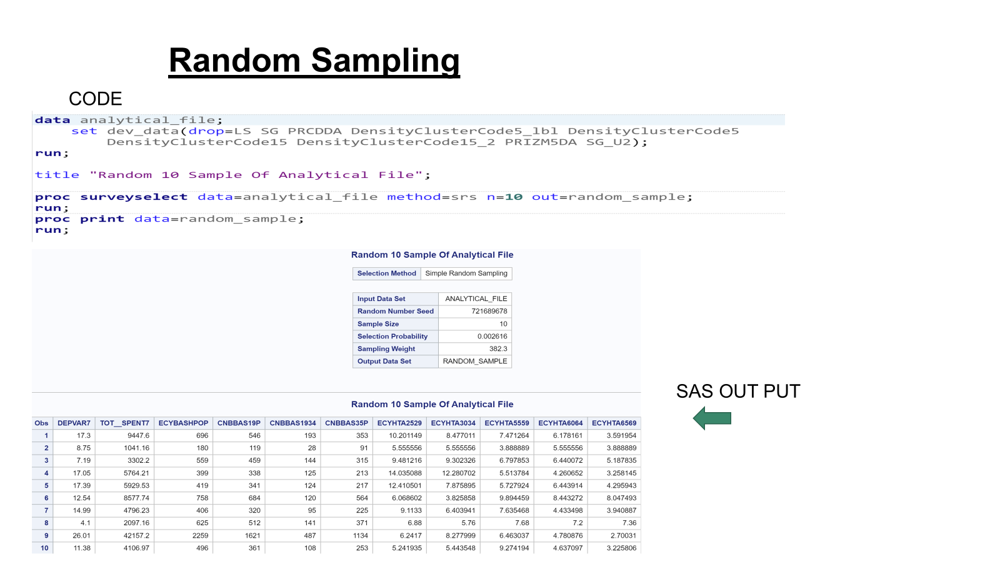 Random Sampling
CODE
data analytical_file;
set dev_data(drop=LS SG PRCDDA DensityClusterCode5_lbl DensityClusterCode5
DensityClusterCode15 DensityClusterCode15_2 PRIZM5DA SG_U2);
run;
title "Random 10 Sample Of Analytical File";
proc surveyselect data=analytical_file method=srs n=10 out=random_sample;
run;
proc print data=random_sample;
run;
Random 10 Sample Of Analytical File
Selection Method Simple Random Sampling
Input Data Set ANALYTICAL_FILE
Random Number Seed 721689678
Sample Size 10
Selection Probability 0.002616
Sampling Weight 382.3
Output Data Set RANDOM_SAMPLE
SAS OUT PUT
Random 10 Sample Of Analytical File
Obs DEPVAR7 TOT__SPENT7 ECYBASHPOP CNBBAS19P CNBBAS1934 CNBBAS35P ECYHTA2529 ECYHTA3034 ECYHTA5559 ECYHTA6064 ECYHTA6569
1 17.3 9447.6 696 546 193 353 10.201149 8.477011 7.471264 6.178161 3.591954
2 8.75 1041.16 180 119 28 91 5.555556 5.555556 3.888889 5.555556 3.888889
3 7.19 3302.2 559 459 144 315 9.481216 9.302326 6.797853 6.440072 5.187835
4 17.05 5764.21 399 338 125 213 14.035088 12.280702 5.513784 4.260652 3.258145
5 17.39 5929.53 419 341 124 217 12.410501 7.875895 5.727924 6.443914 4.295943
6 12.54 8577.74 758 684 120 564 6.068602 3.825858 9.894459 8.443272 8.047493
7 14.99 4796.23 406 320 95 225 9.1133 6.403941 7.635468 4.433498 3.940887
8 4.1 2097.16 625 512 141 371 6.88 5.76 7.68 7.2 7.36
9 26.01 42157.2 2259 1621 487 1134 6.2417 8.277999 6.463037 4.780876 2.70031
10 11.38 4106.97 496 361 108 253 5.241935 5.443548 9.274194 4.637097 3.225806